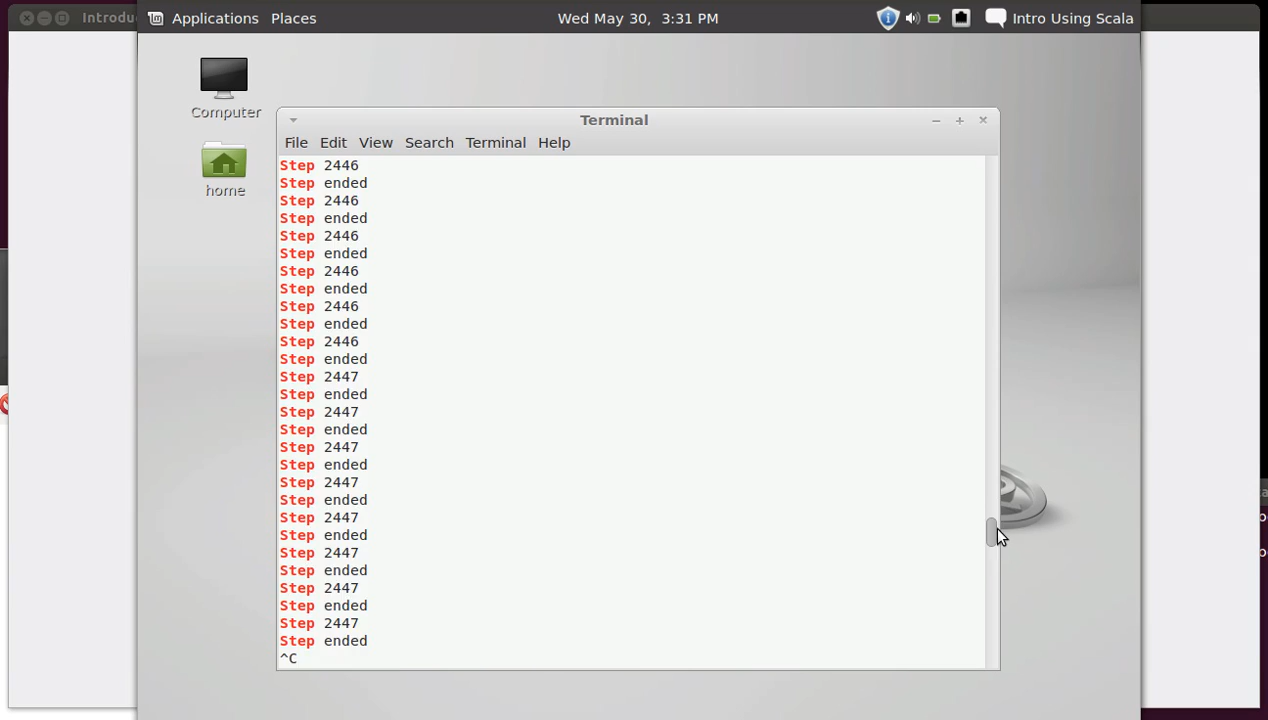 Introduc
Applications Places Wed May 30, 3:31 PM Intro Using Scala
Computer
home
Terminal
File Edit View Search Terminal Help
Step 2446
Step ended
Step 2446
Step ended
Step 2446
Step ended
Step 2446
Step ended
Step 2446
Step ended
Step 2446
Step ended
Step 2447
Step ended
Step 2447
Step ended
Step 2447
Step ended
Step 2447
Step ended
Step 2447
Step ended
Step 2447
Step ended
Step 2447
Step ended
Step 2447
Step ended
^C